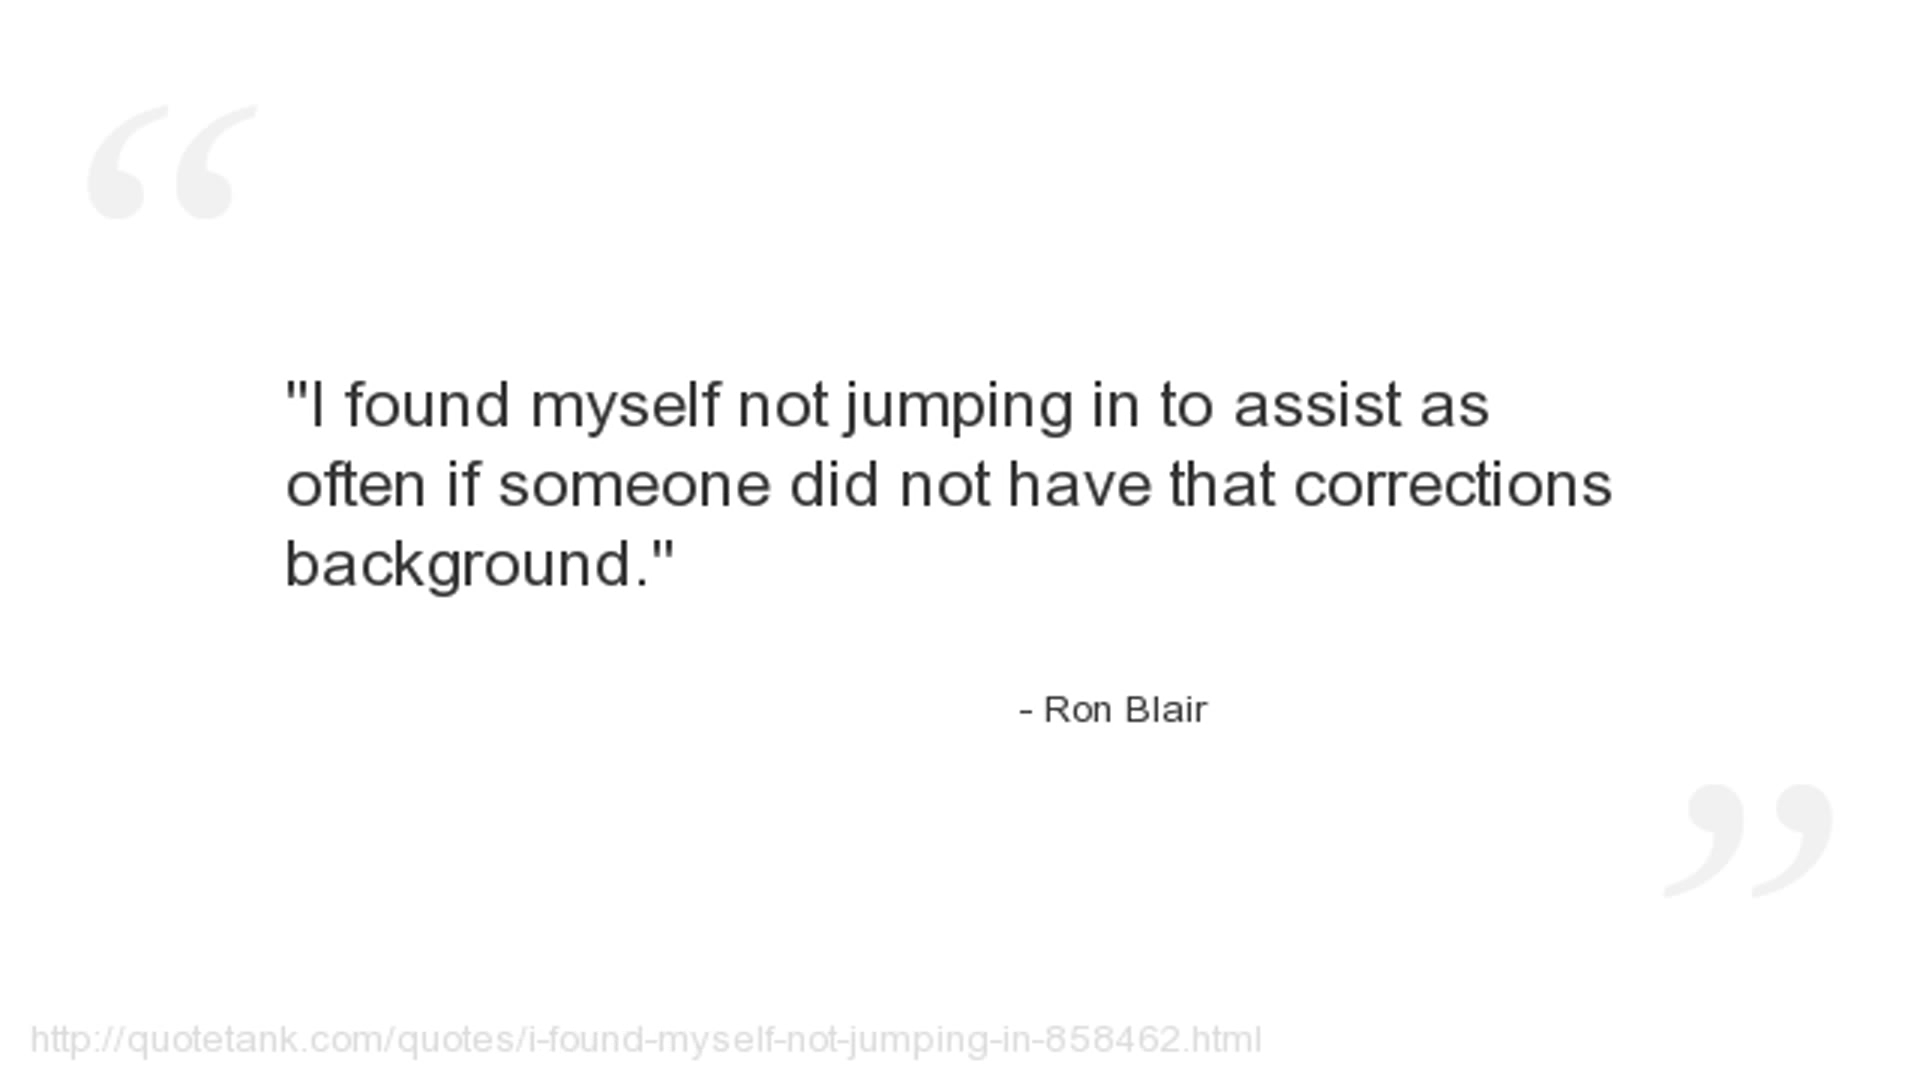 "I found myself not jumping in to assist as
often if someone did not have that corrections
background."
- Ron Blair
http://quotetank.com/quotes/i-found-myself-not-jumping-in-858462.html